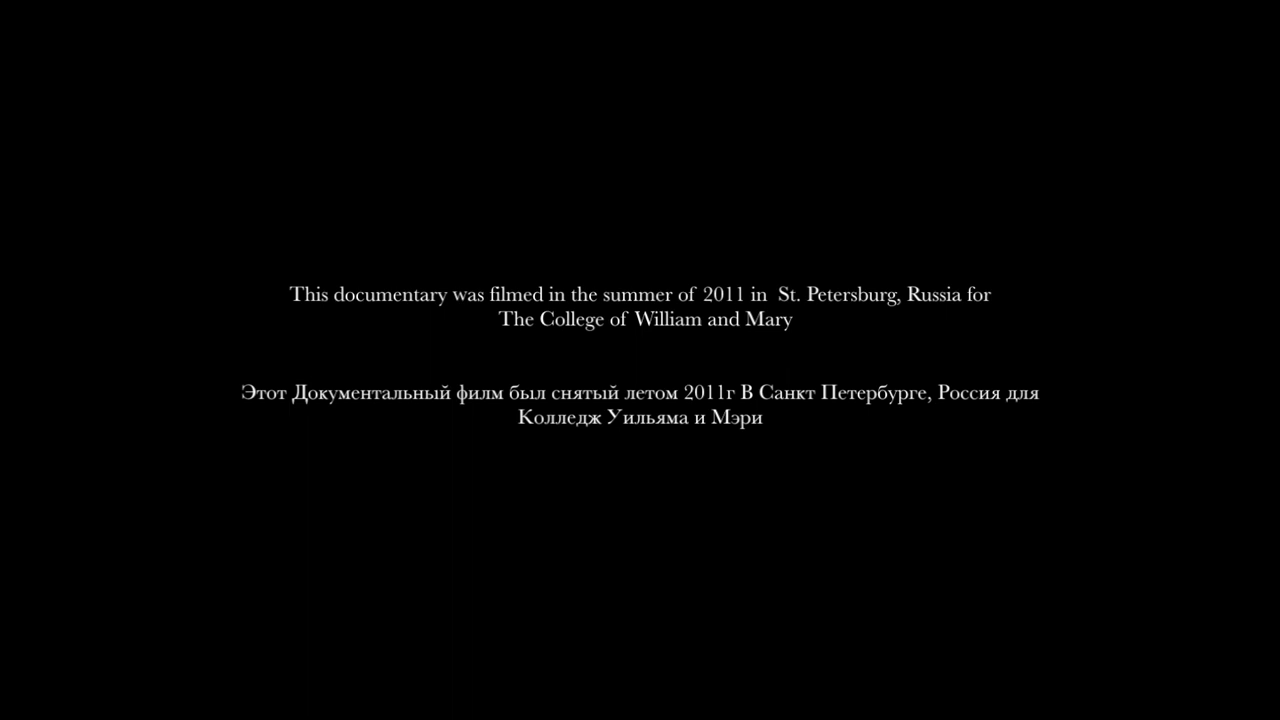 This documentary was filmed in the summer of 2011 in St. Petersburg, Russia for
The College of William and Mary
Этот Документальный филм был снятый летом 2011г В Санкт Петербурге, Россия для
Колледж Уильяма и Мэри